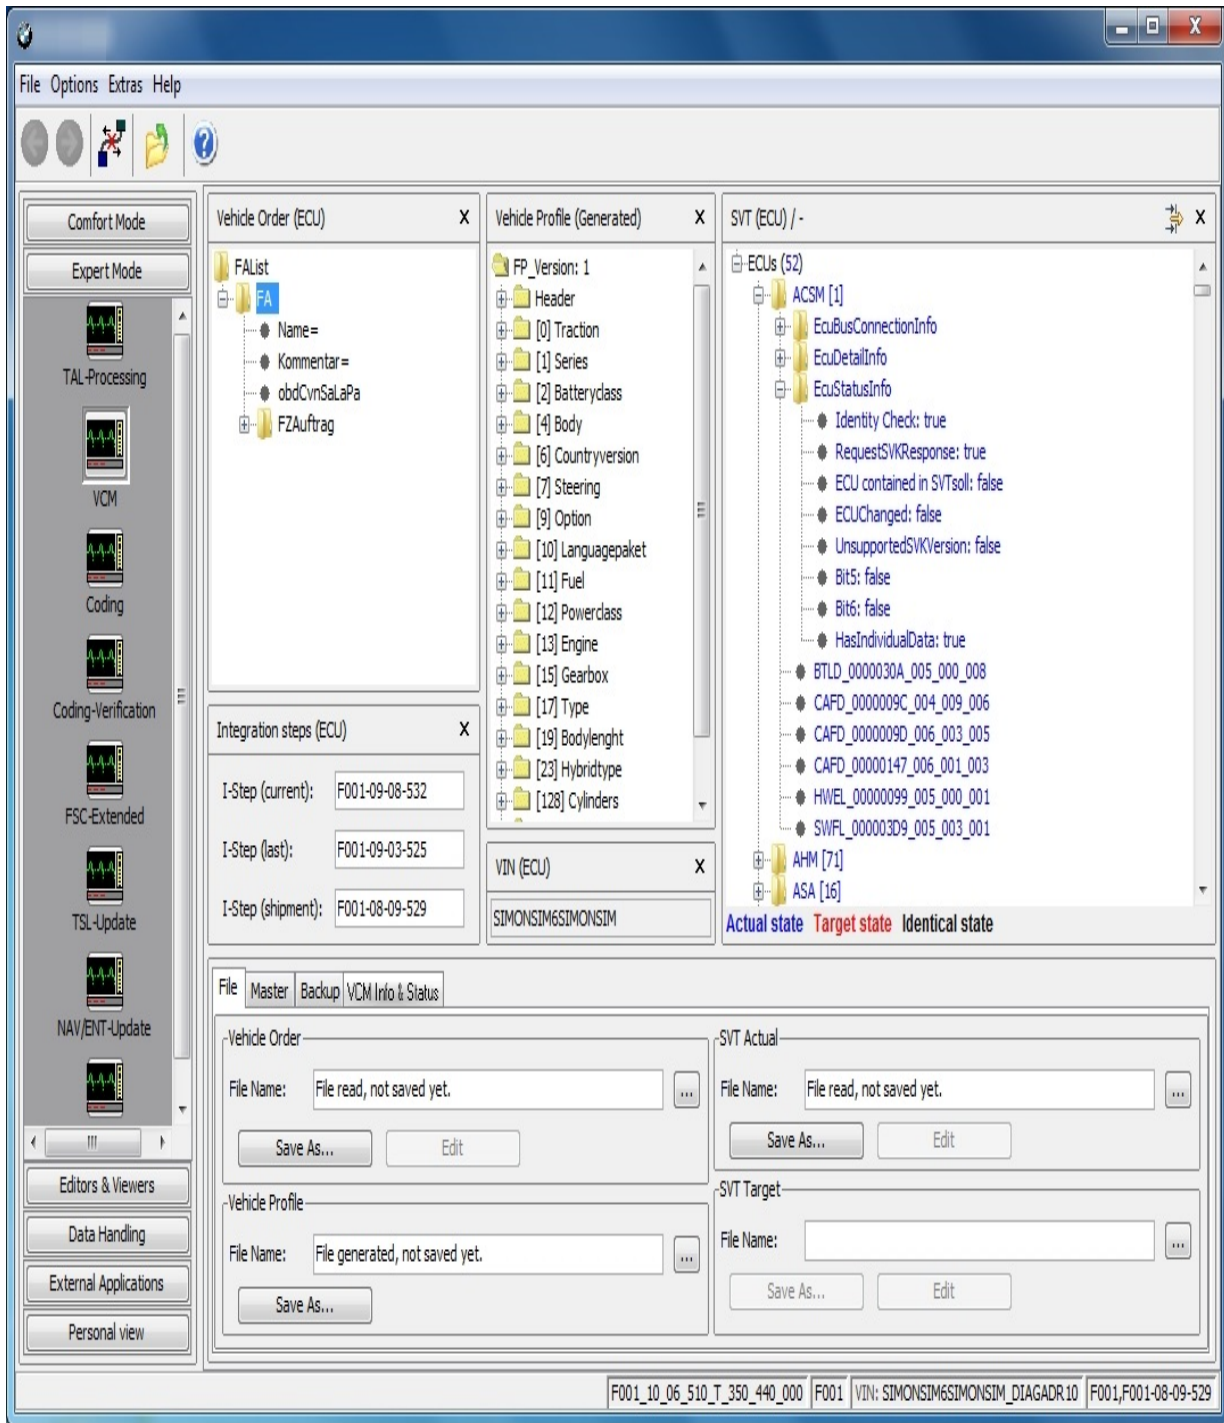 File Options Extras Help
Comfort Mode
Expert Mode
TAL-Processing
VCM
Coding
Coding-Verification
FSC-Extended
TSL-Update
NAV/ENT-Update
Editors & Viewers
Data Handling
External Applications
Personal view
Vehicle Order (ECU) X
FAList
FA
Name=
Kommentar=
obdCvnSaLaPa
FZAuftrag
Integration steps (ECU) X
I-Step (current): F001-09-08-532
I-Step (last): F001-09-03-525
I-Step (shipment): F001-08-09-529
Vehicle Profile (Generated) X
FP_Version: 1
Header
[0] Traction
[1] Series
[2] Batteryclass
[4] Body
[6] Countryversion
[7] Steering
[9] Option
[10] Languagepaket
[11] Fuel
[12] Powerclass
[13] Engine
[15] Gearbox
[17] Type
[19] Bodylenght
[23] Hybridtype
[128] Cylinders
VIN (ECU) X
SIMONSIM6SIMONSIM
SVT (ECU) / - X
ECUs (52)
ACSM [1]
EcuBusConnectionInfo
EcuDetailInfo
EcuStatusInfo
Identity Check: true
RequestSVKResponse: true
ECU contained in SVTsoll: false
ECUChanged: false
UnsupportedSVKVersion: false
Bit5: false
Bit6: false
HasIndividualData: true
BTLD_0000030A_005_000_008
CAFD_0000009C_004_009_006
CAFD_0000009D_006_003_005
CAFD_00000147_006_001_003
HWEL_00000099_005_000_001
SWFL_000003D9_005_003_001
AHM [71]
ASA [16]
Actual state Target state Identical state
File Master Backup VCM Info & Status
Vehicle Order
File Name: File read, not saved yet. ...
Save As... Edit
Vehicle Profile
File Name: File generated, not saved yet. ...
Save As...
SVT Actual
File Name: File read, not saved yet. ...
Save As... Edit
SVT Target
File Name: ...
Save As... Edit
F001_10_06_510_T_350_440_000 F001 VIN: SIMONSIM6SIMONSIM_DIAGADR10 F001,F001-08-09-529